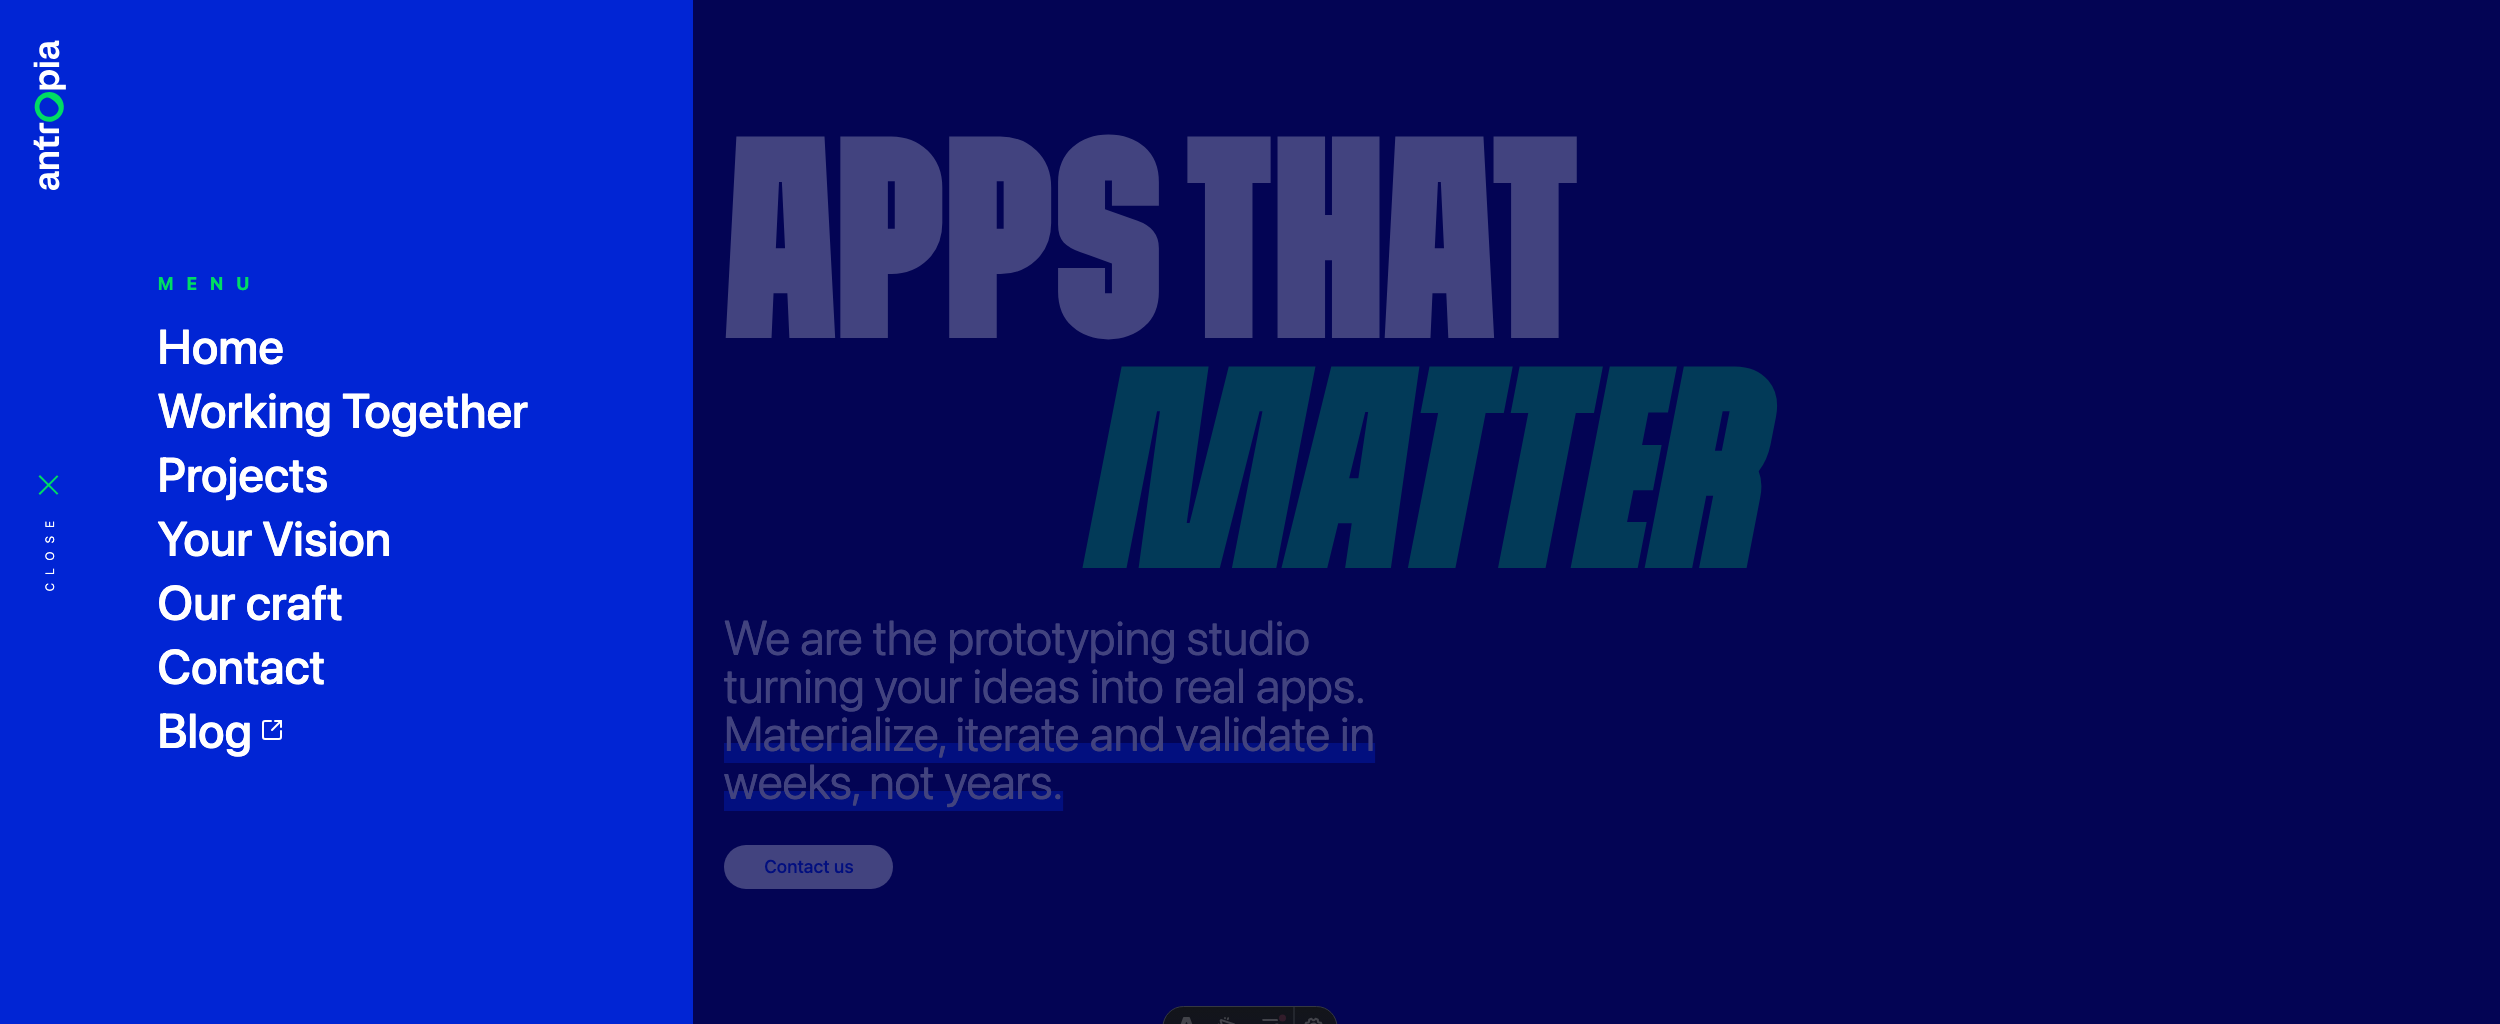 antropia
CLOSE
MENU
Home
Working Together
Projects
Your Vision
Our craft
Contact
Blog
APPS THAT
MATTER
We are the prototyping studio
turning your ideas into real apps.
Materialize, iterate and validate in
weeks, not years.
Contact us